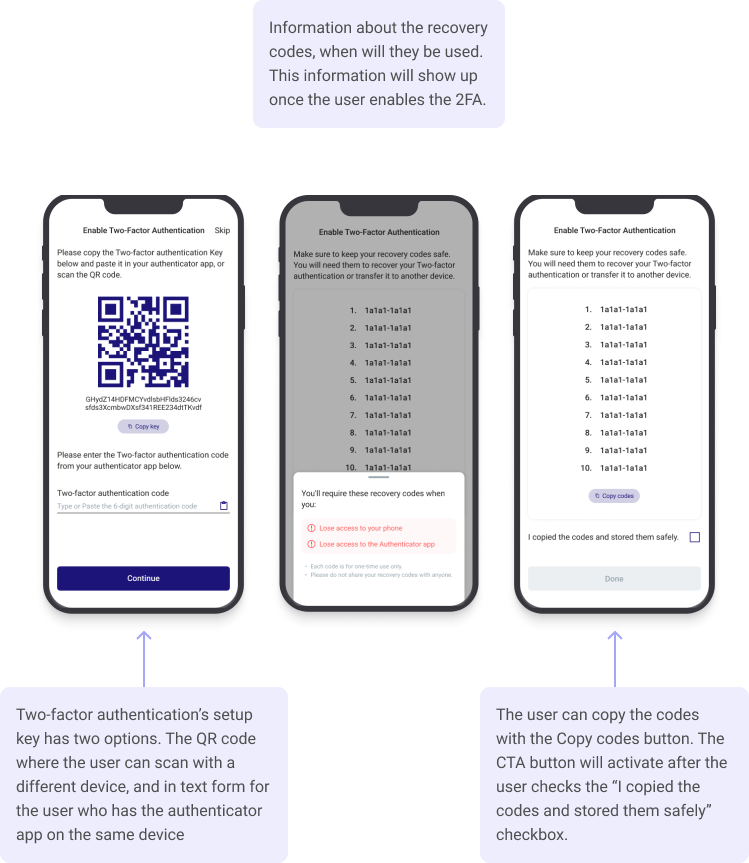 Information about the recovery
codes, when will they be used.
This information will show up
once the user enables the 2FA.
Enable Two-Factor Authentication
Skip
Please copy the Two-factor authentication Key
below and paste it in your authenticator app, or
scan the QR code.
GHydZ14HDFMCYvdIsbHFlds3246cv
sfds3XcmbwDXsf341REE234dtTKvdf
Copy key
Please enter the Two-factor authentication code
from your authenticator app below.
Two-factor authentication code
Type or Paste the 6-digit authentication code
Continue
Enable Two-Factor Authentication
Make sure to keep your recovery codes safe.
You will need them to recover your Two-factor
authentication or transfer it to another device.
1. 1a1a1-1a1a1
2. 1a1a1-1a1a1
3. 1a1a1-1a1a1
4. 1a1a1-1a1a1
5. 1a1a1-1a1a1
6. 1a1a1-1a1a1
7. 1a1a1-1a1a1
8. 1a1a1-1a1a1
9. 1a1a1-1a1a1
10. 1a1a1-1a1a1
You'll require these recovery codes when
you:
Lose access to your phone
Lose access to the Authenticator app
• Each code is for one-time use only.
• Please do not share your recovery codes with anyone.
Enable Two-Factor Authentication
Make sure to keep your recovery codes safe.
You will need them to recover your Two-factor
authentication or transfer it to another device.
1. 1a1a1-1a1a1
2. 1a1a1-1a1a1
3. 1a1a1-1a1a1
4. 1a1a1-1a1a1
5. 1a1a1-1a1a1
6. 1a1a1-1a1a1
7. 1a1a1-1a1a1
8. 1a1a1-1a1a1
9. 1a1a1-1a1a1
10. 1a1a1-1a1a1
Copy codes
I copied the codes and stored them safely.
Done
Two-factor authentication’s setup
key has two options. The QR code
where the user can scan with a
different device, and in text form for
the user who has the authenticator
app on the same device
The user can copy the codes
with the Copy codes button. The
CTA button will activate after the
user checks the “I copied the
codes and stored them safely”
checkbox.